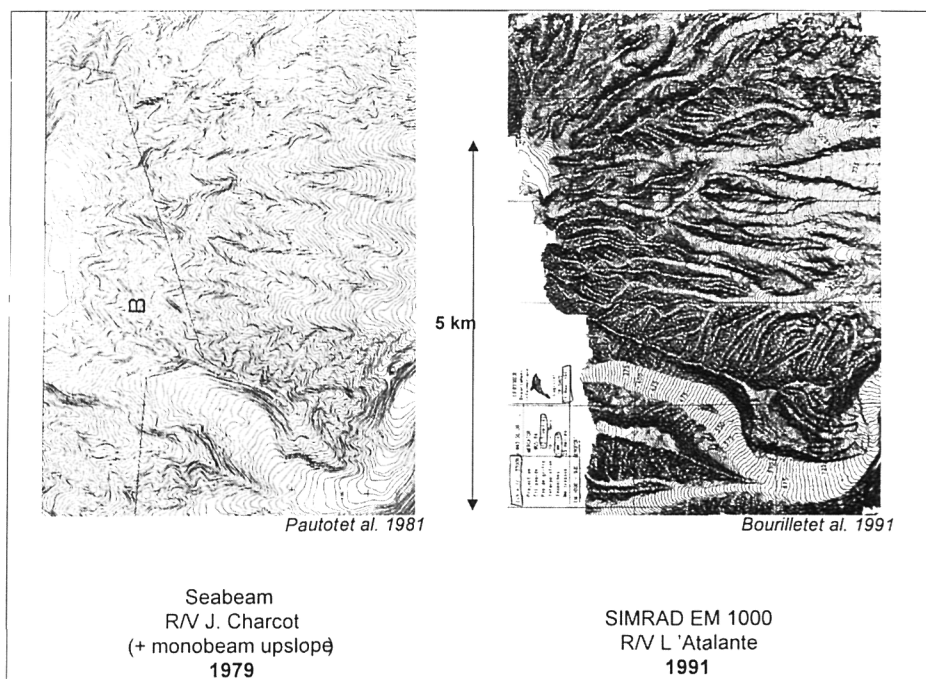 B
5 km
Pautotet al. 1981
Bourilletet al. 1991
Seabeam
R/V J. Charcot
(+ monobeam upslope)
1979
SIMRAD EM 1000
R/V L 'Atalante
1991